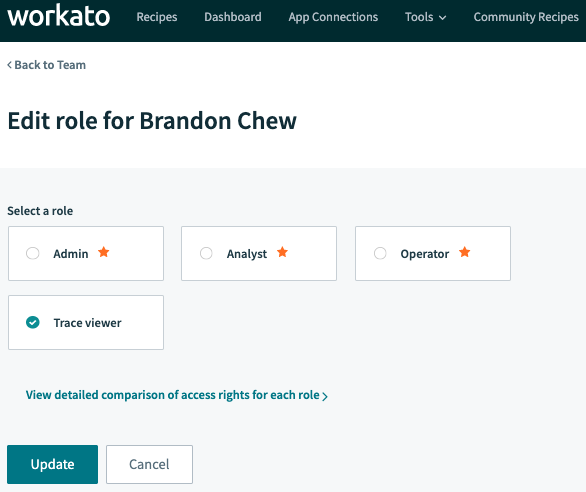 workato Recipes Dashboard App Connections Tools Community Recipes
Back to Team
Edit role for Brandon Chew
Select a role
Admin Analyst Operator
Trace viewer
View detailed comparison of access rights for each role
Update Cancel